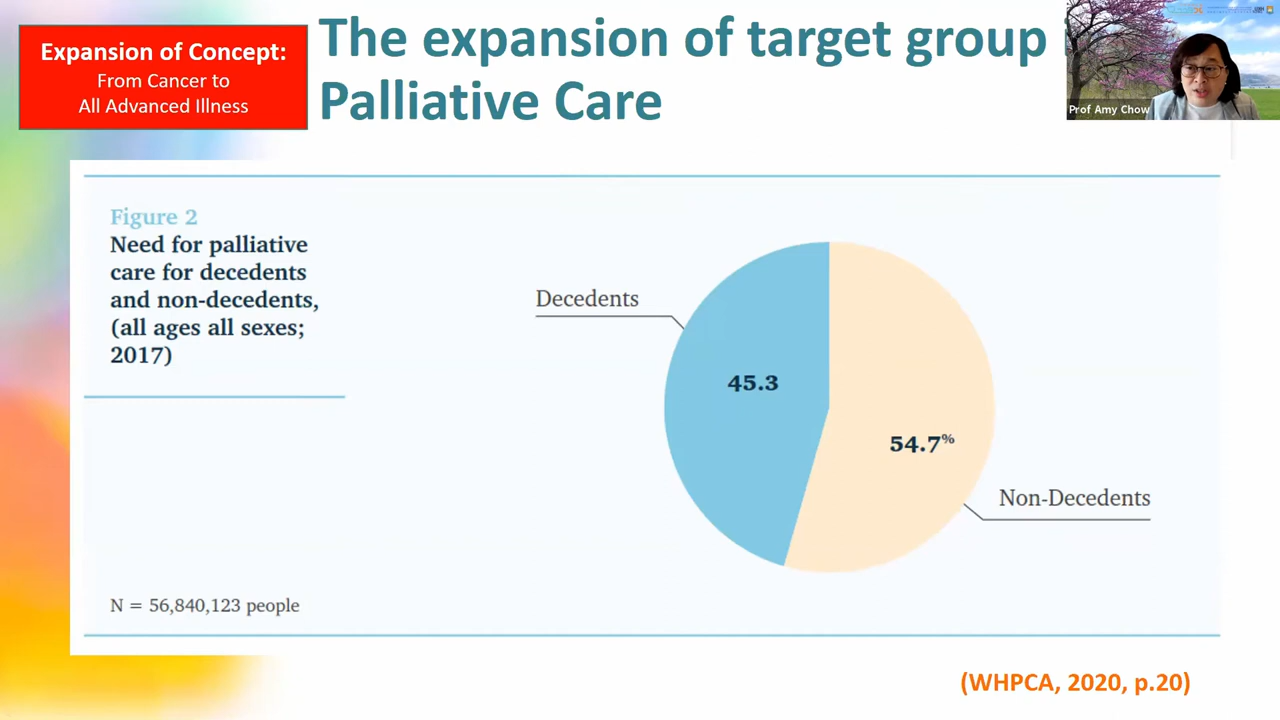 Expansion of Concept:
From Cancer to
All Advanced Illness
The expansion of target group
Palliative Care
Prof Amy Chow
Figure 2
Need for palliative
care for decedents
and non-decedents,
(all ages all sexes;
2017)
Decedents
45.3
54.7%
Non-Decedents
N = 56,840,123 people
(WHPCA, 2020, p.20)